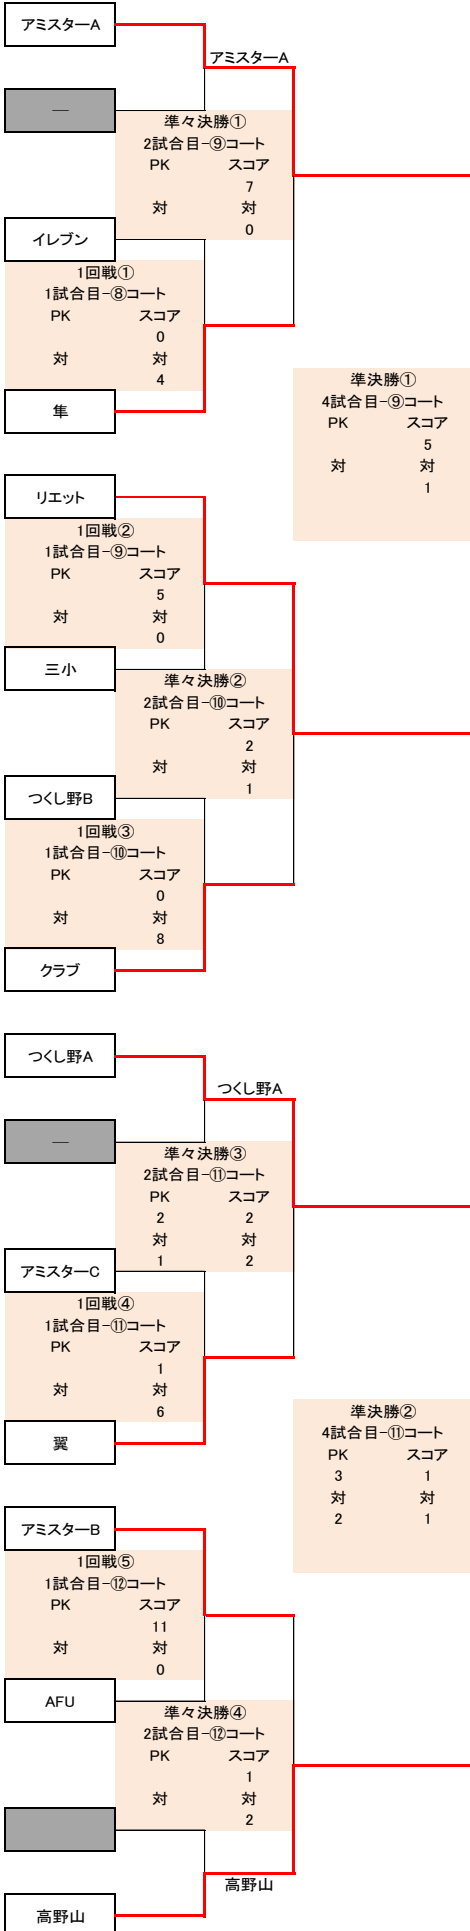 アミスターA
アミスターA
―
準々決勝①
2試合目-⑨コート
PK スコア
7
対 対
0
イレブン
1回戦①
1試合目-⑧コート
PK スコア
0
対 対
4
隼
準決勝①
4試合目-⑨コート
PK スコア
5
対 対
1
リエット
1回戦②
1試合目-⑨コート
PK スコア
5
対 対
0
三小
準々決勝②
2試合目-⑩コート
PK スコア
2
対 対
1
つくし野B
1回戦③
1試合目-⑩コート
PK スコア
0
対 対
8
クラブ
つくし野A
つくし野A
―
準々決勝③
2試合目-⑪コート
PK スコア
2 2
対 対
1 2
アミスターC
1回戦④
1試合目-⑪コート
PK スコア
1
対 対
6
翼
準決勝②
4試合目-⑪コート
PK スコア
3 1
対 対
2 1
アミスターB
1回戦⑤
1試合目-⑫コート
PK スコア
11
対 対
0
AFU
準々決勝④
2試合目-⑫コート
PK スコア
1
対 対
2
高野山
高野山